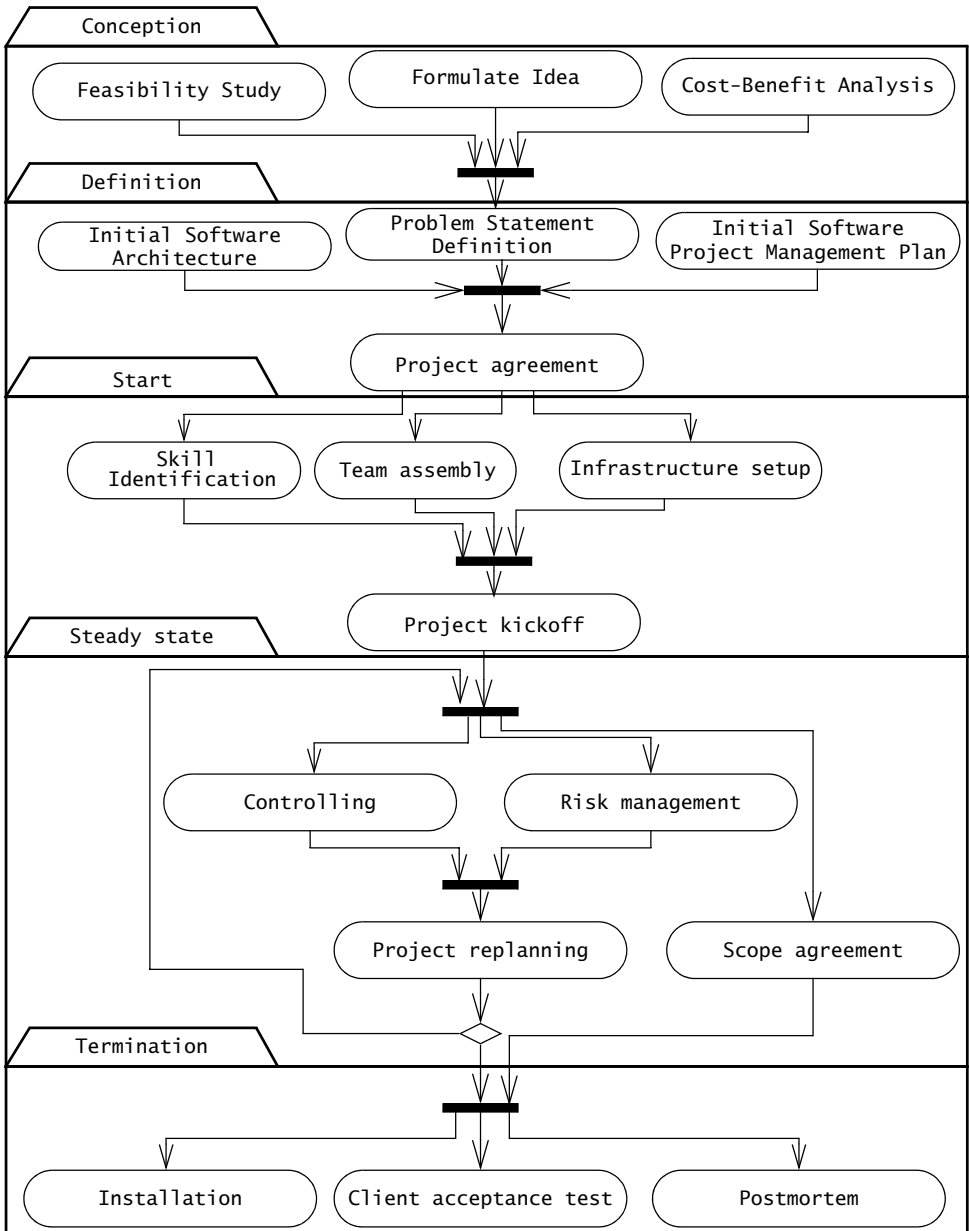 Conception
Feasibility Study
Formulate Idea
Cost-Benefit Analysis
Definition
Initial Software
Architecture
Problem Statement
Definition
Initial Software
Project Management Plan
Project agreement
Start
Skill
Identification
Team assembly
Infrastructure setup
Project kickoff
Steady state
Controlling
Risk management
Project replanning
Scope agreement
Termination
Installation
Client acceptance test
Postmortem